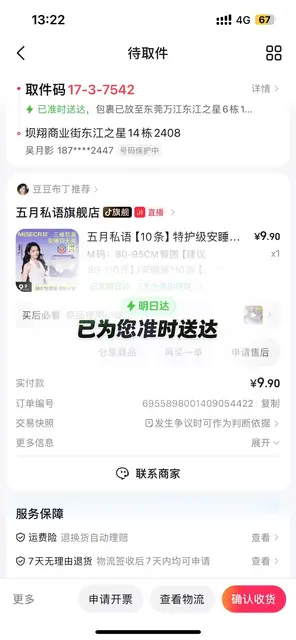 13:22
4G 67
待取件
取件码 17-3-7542 详情
已准时送达，包裹已放至东莞万江东江之星6栋1...
坝翔商业街东江之星14栋2408
吴月影 187****2447 号码保护中
豆豆布丁推荐
五月私语旗舰店 旗舰 直播
五月私语【10条】特护级安睡... ¥9.90
M码：80-95CM臀围【建议 x1
明日达
已为您准时送达
买后必看
分享商品 再买一单 申请售后
实付款 ¥9.90
订单编号 6955898001409054422 复制
交易快照 发生争议时可作为判断依据
更多信息 展开
联系商家
服务保障
运费险 退换货自动理赔 查看
7天无理由退货 物流签收后7天内均可申请 查看
更多 申请开票 查看物流 确认收货